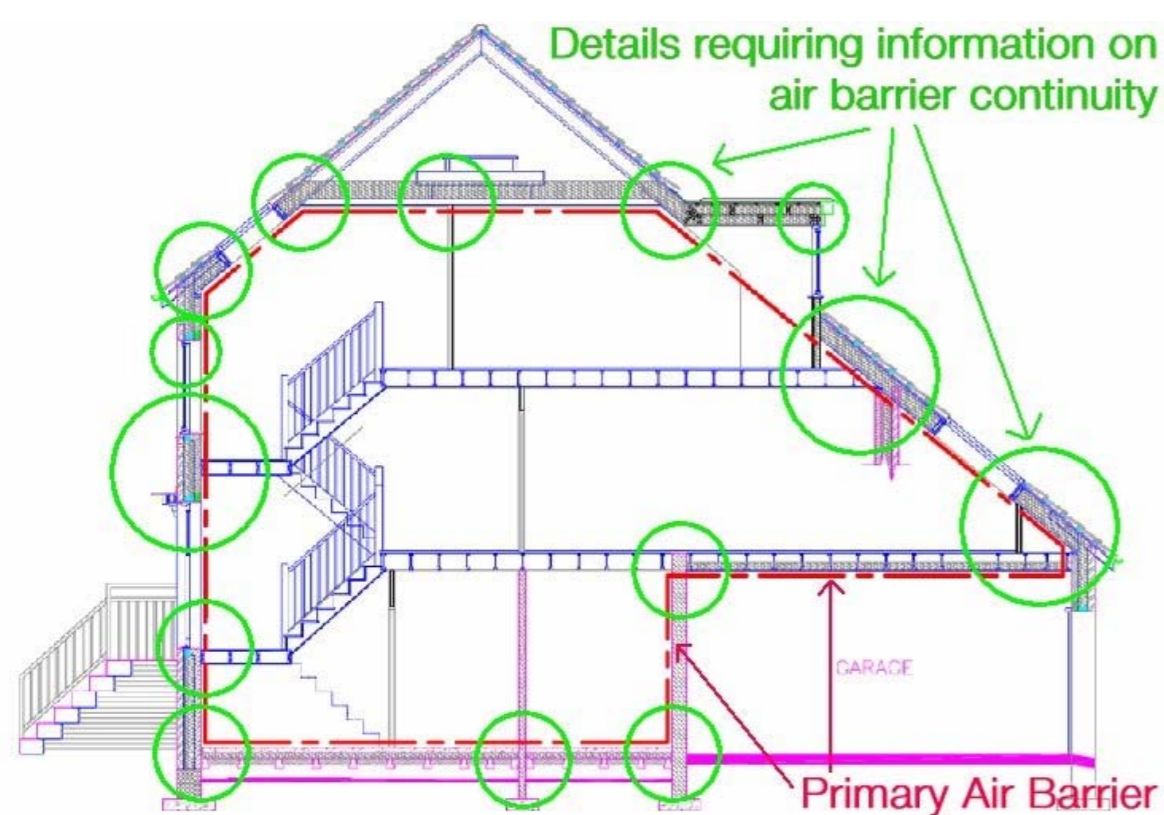 Details requiring information on
air barrier continuity
GARAGE
Primary Air Barrier